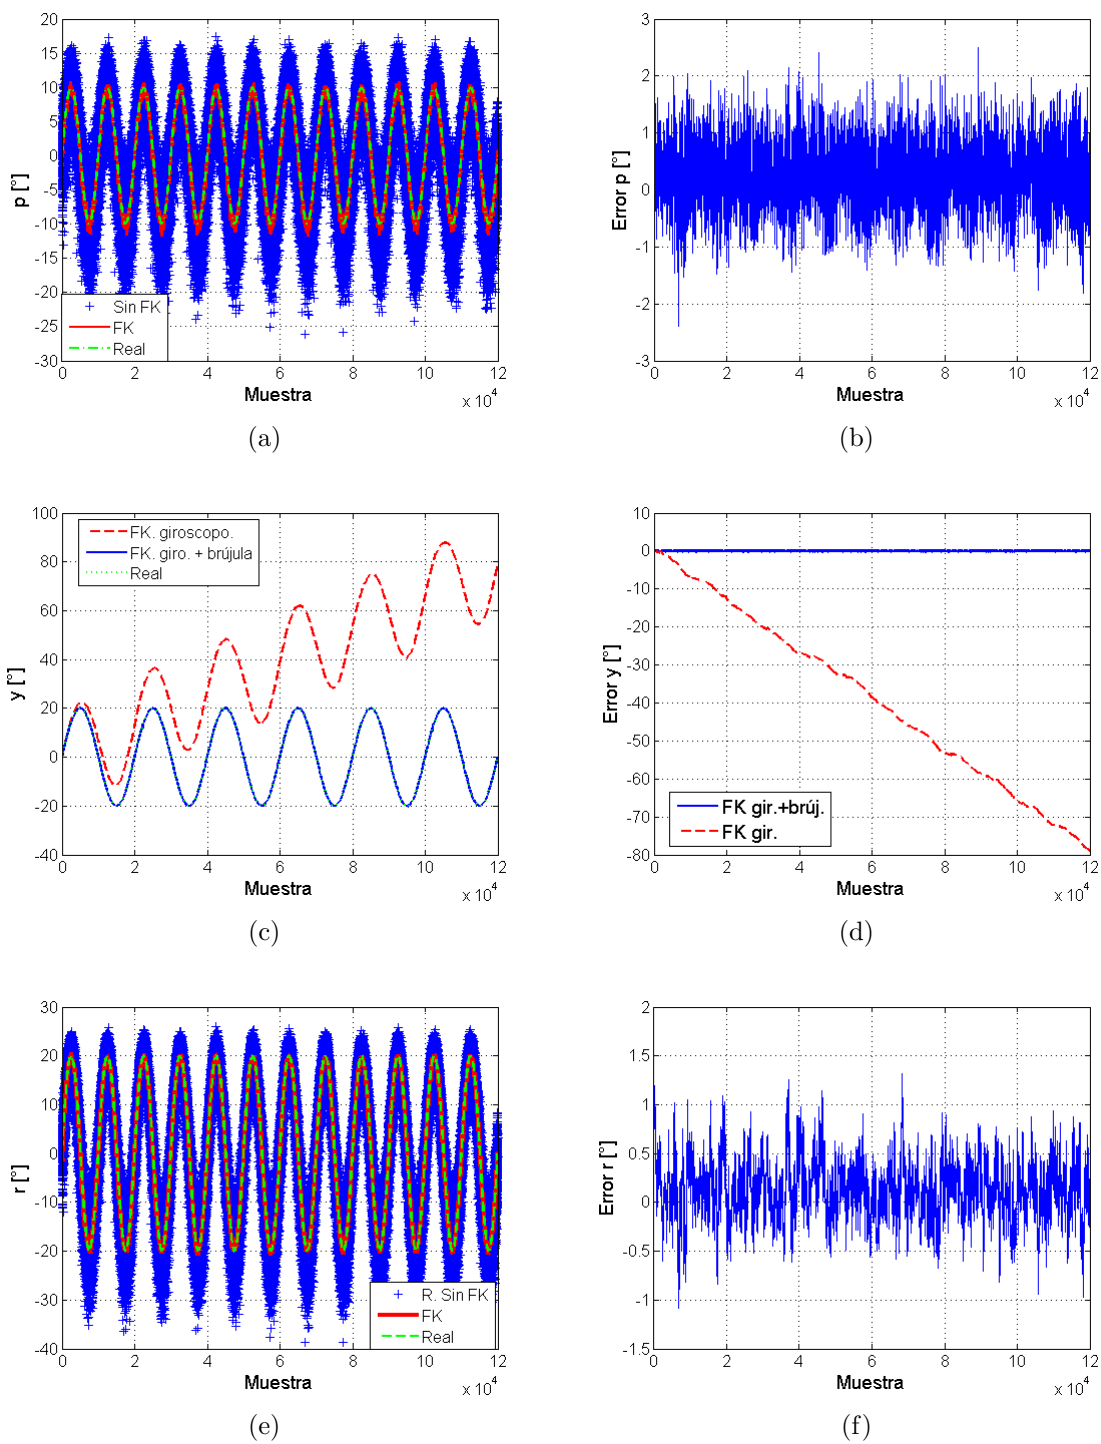 20
15
10
5
0
-5
-10
-15
-20
-25
-30
p [°]
Sin FK
FK
Real
0 2 4 6 8 10 12
Muestra
x 10^4
(a)
3
2
1
0
-1
-2
-3
Error p [°]
0 2 4 6 8 10 12
Muestra
x 10^4
(b)
100
80
60
40
20
0
-20
-40
y [°]
FK. giroscopo.
FK. giro. + brújula
Real
0 2 4 6 8 10 12
Muestra
x 10^4
(c)
10
0
-10
-20
-30
-40
-50
-60
-70
-80
Error y [°]
FK gir.+brúj.
FK gir.
0 2 4 6 8 10 12
Muestra
x 10^4
(d)
30
20
10
0
-10
-20
-30
-40
r [°]
R. Sin FK
FK
Real
0 2 4 6 8 10 12
Muestra
x 10^4
(e)
2
1.5
1
0.5
0
-0.5
-1
-1.5
Error r [°]
0 2 4 6 8 10 12
Muestra
x 10^4
(f)